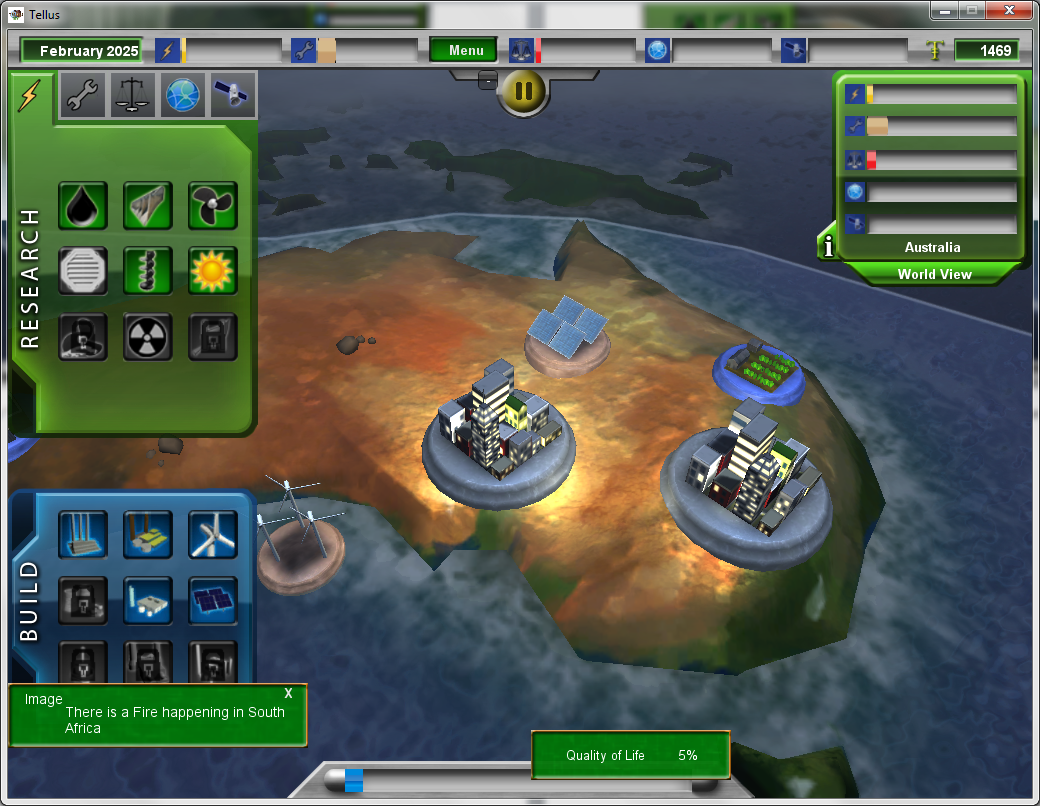 Tellus
February 2025
Menu
1469
RESEARCH
Australia
i
World View
BUILD
Image
X
There is a Fire happening in South
Africa
Quality of Life 5%